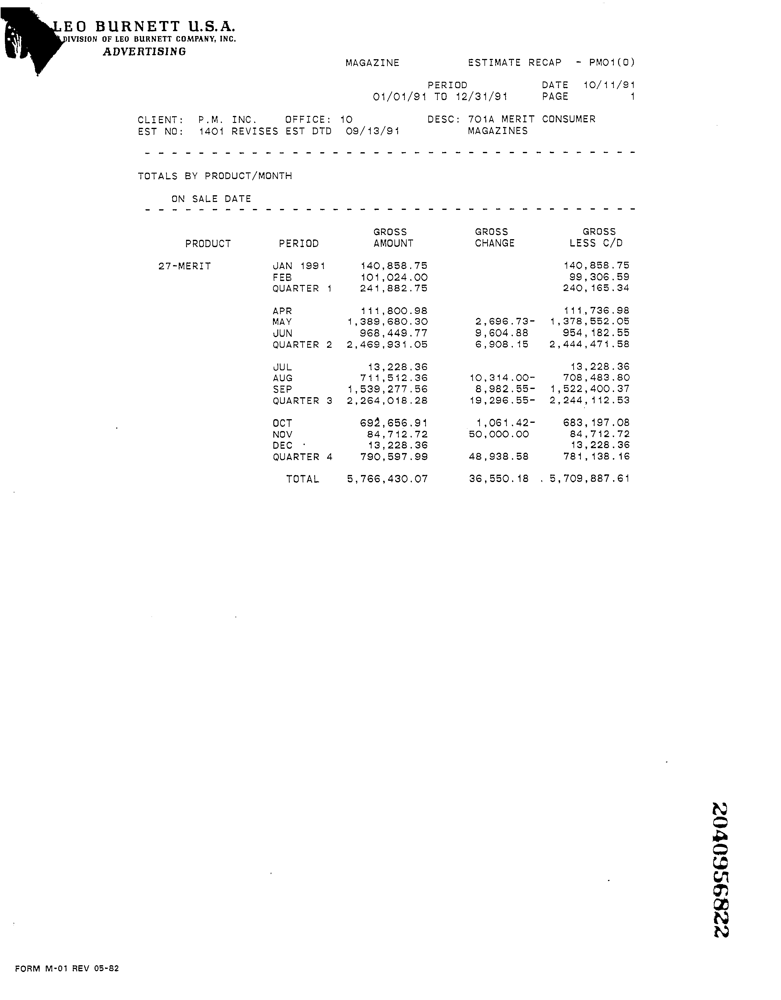 LEO BURNETT U.S.A.
DIVISION OF LEO BURNETT COMPANY, INC.
ADVERTISING
MAGAZINE ESTIMATE RECAP - PM01(0)
PERIOD DATE 10/11/91
01/01/91 TO 12/31/91 PAGE 1
CLIENT: P.M. INC. OFFICE: 10 DESC: 701A MERIT CONSUMER
EST NO: 1401 REVISES EST DTD 09/13/91 MAGAZINES
- - - - - - - - - - - - - - - - - - - - - - - - - - - - - - - - - - - - -
TOTALS BY PRODUCT/MONTH
ON SALE DATE
- - - - - - - - - - - - - - - - - - - - - - - - - - - - - - - - - - - - -
GROSS GROSS GROSS
PRODUCT PERIOD AMOUNT CHANGE LESS C/D
27-MERIT JAN 1991 140,858.75 140,858.75
FEB 101,024.00 99,306.59
QUARTER 1 241,882.75 240,165.34
APR 111,800.98 111,736.98
MAY 1,389,680.30 2,696.73- 1,378,552.05
JUN 968,449.77 9,604.88 954,182.55
QUARTER 2 2,469,931.05 6,908.15 2,444,471.58
JUL 13,228.36 13,228.36
AUG 711,512.36 10,314.00- 708,483.80
SEP 1,539,277.56 8,982.55- 1,522,400.37
QUARTER 3 2,264,018.28 19,296.55- 2,244,112.53
OCT 692,656.91 1,061.42- 683,197.08
NOV 84,712.72 50,000.00 84,712.72
DEC 13,228.36 13,228.36
QUARTER 4 790,597.99 48,938.58 781,138.16
TOTAL 5,766,430.07 36,550.18 5,709,887.61
2040956822
FORM M-01 REV 05-82